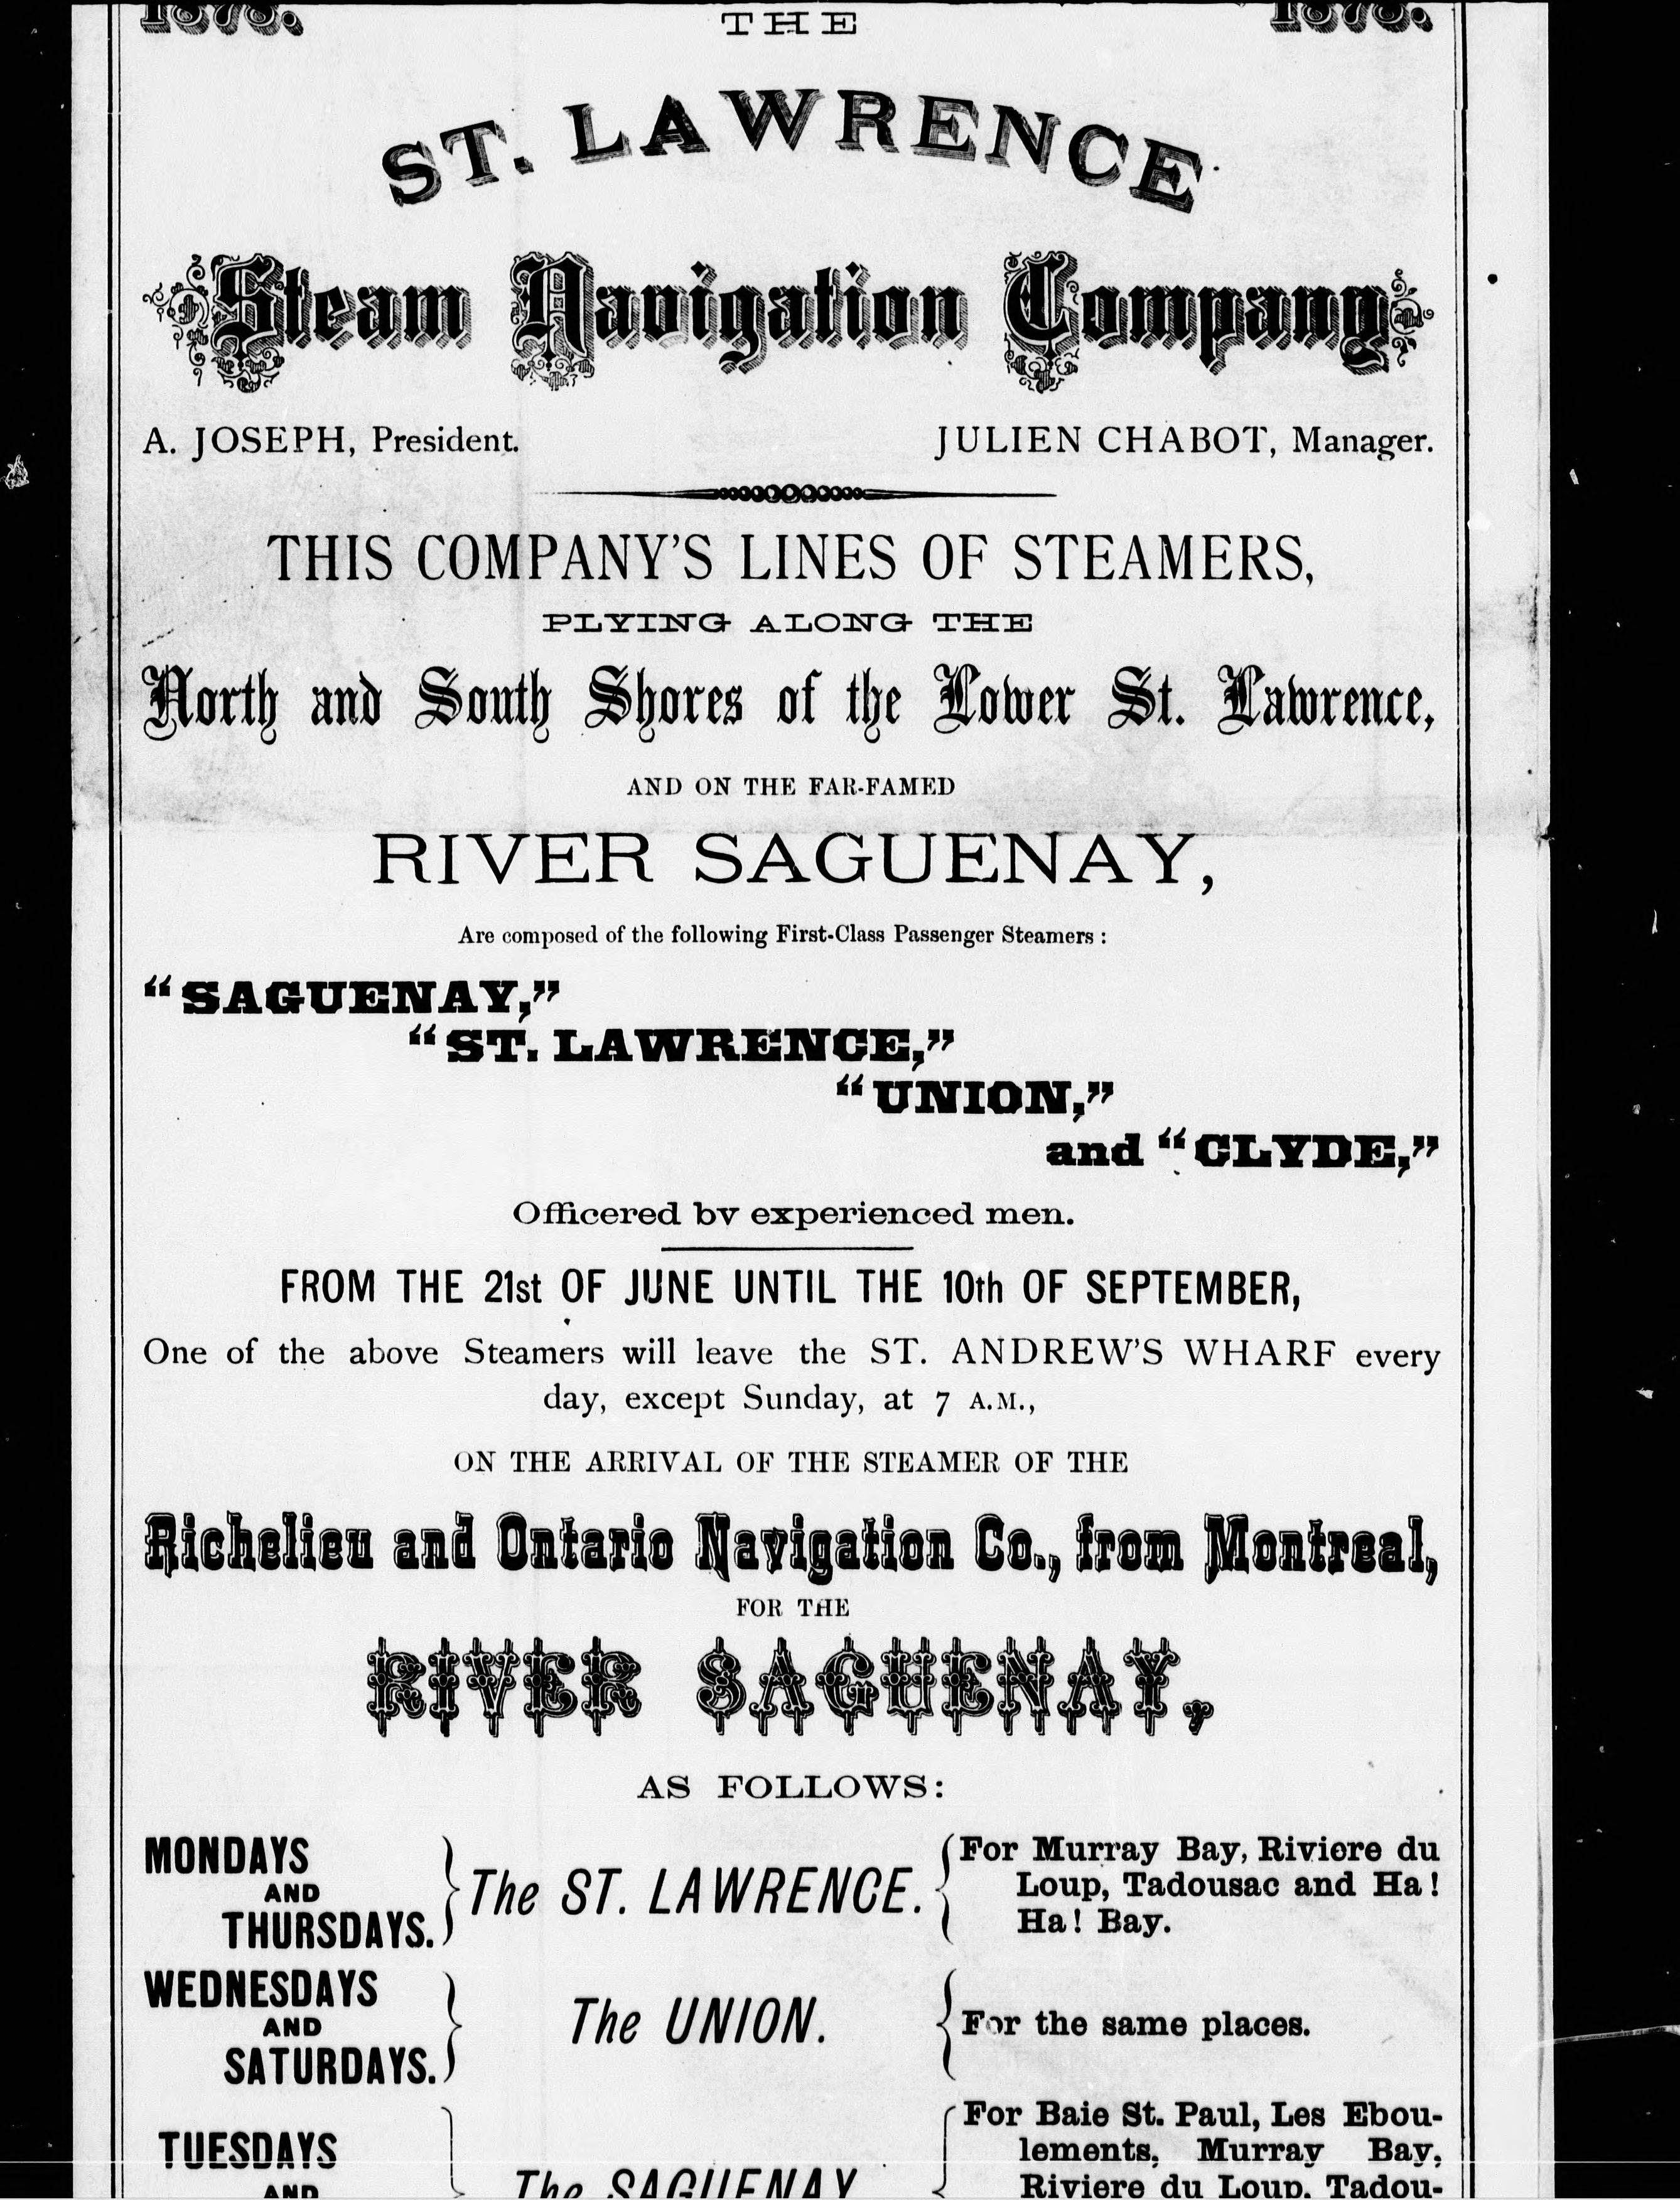 THE
ST. LAWRENCE
Steam Navigation Company
A. JOSEPH, President. JULIEN CHABOT, Manager.
THIS COMPANY'S LINES OF STEAMERS,
PLYING ALONG THE
North and South Shores of the Lower St. Lawrence,
AND ON THE FAR-FAMED
RIVER SAGUENAY,
Are composed of the following First-Class Passenger Steamers :
"SAGUENAY,"
"ST. LAWRENCE,"
"UNION,"
and "CLYDE,"
Officered by experienced men.
FROM THE 21st OF JUNE UNTIL THE 10th OF SEPTEMBER,
One of the above Steamers will leave the ST. ANDREW'S WHARF every
day, except Sunday, at 7 A.M.,
ON THE ARRIVAL OF THE STEAMER OF THE
Richelieu and Ontario Navigation Co., from Montreal,
FOR THE
RIVER SAGUENAY,
AS FOLLOWS:
MONDAYS
AND
THURSDAYS.
The ST. LAWRENCE.
For Murray Bay, Riviere du
Loup, Tadousac and Ha!
Ha! Bay.
WEDNESDAYS
AND
SATURDAYS.
The UNION.
For the same places.
TUESDAYS
AND
The SAGUENAY
For Baie St. Paul, Les Ebou-
lements, Murray Bay,
Riviere du Loup, Tadou-